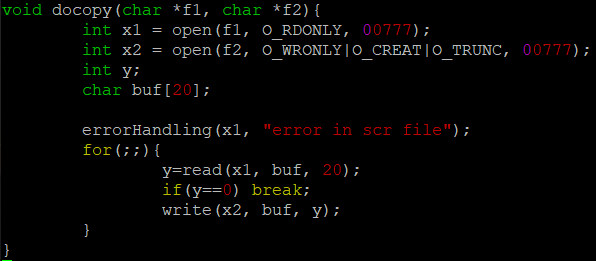 void docopy(char *f1, char *f2){
int x1 = open(f1, O_RDONLY, 00777);
int x2 = open(f2, O_WRONLY|O_CREAT|O_TRUNC, 00777);
int y;
char buf[20];
errorHandling(x1, "error in scr file");
for(;;){
y=read(x1, buf, 20);
if(y==0) break;
write(x2, buf, y);
}
}